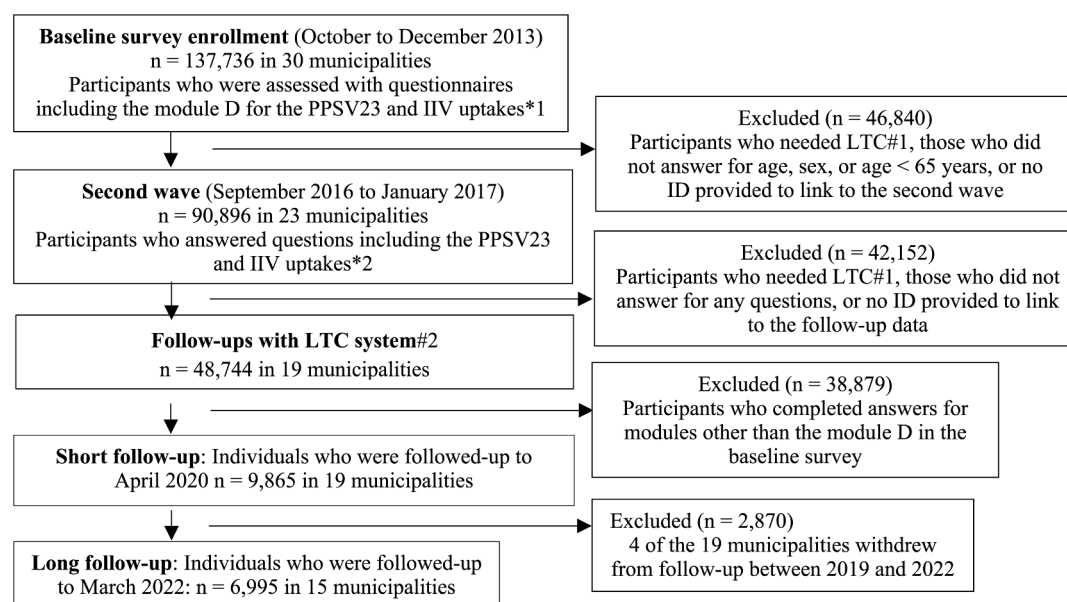 Baseline survey enrollment (October to December 2013)
n = 137,736 in 30 municipalities
Participants who were assessed with questionnaires
including the module D for the PPSV23 and IIV uptakes*1
Excluded (n = 46,840)
Participants who needed LTC#1, those who did
not answer for age, sex, or age < 65 years, or no
ID provided to link to the second wave
Second wave (September 2016 to January 2017)
n = 90,896 in 23 municipalities
Participants who answered questions including the PPSV23
and IIV uptakes*2
Excluded (n = 42,152)
Participants who needed LTC#1, those who did not
answer for any questions, or no ID provided to link
to the follow-up data
Follow-ups with LTC system#2
n = 48,744 in 19 municipalities
Excluded (n = 38,879)
Participants who completed answers for
modules other than the module D in the
baseline survey
Short follow-up: Individuals who were followed-up to
April 2020 n = 9,865 in 19 municipalities
Excluded (n = 2,870)
4 of the 19 municipalities withdrew
from follow-up between 2019 and 2022
Long follow-up: Individuals who were followed-up
to March 2022: n = 6,995 in 15 municipalities